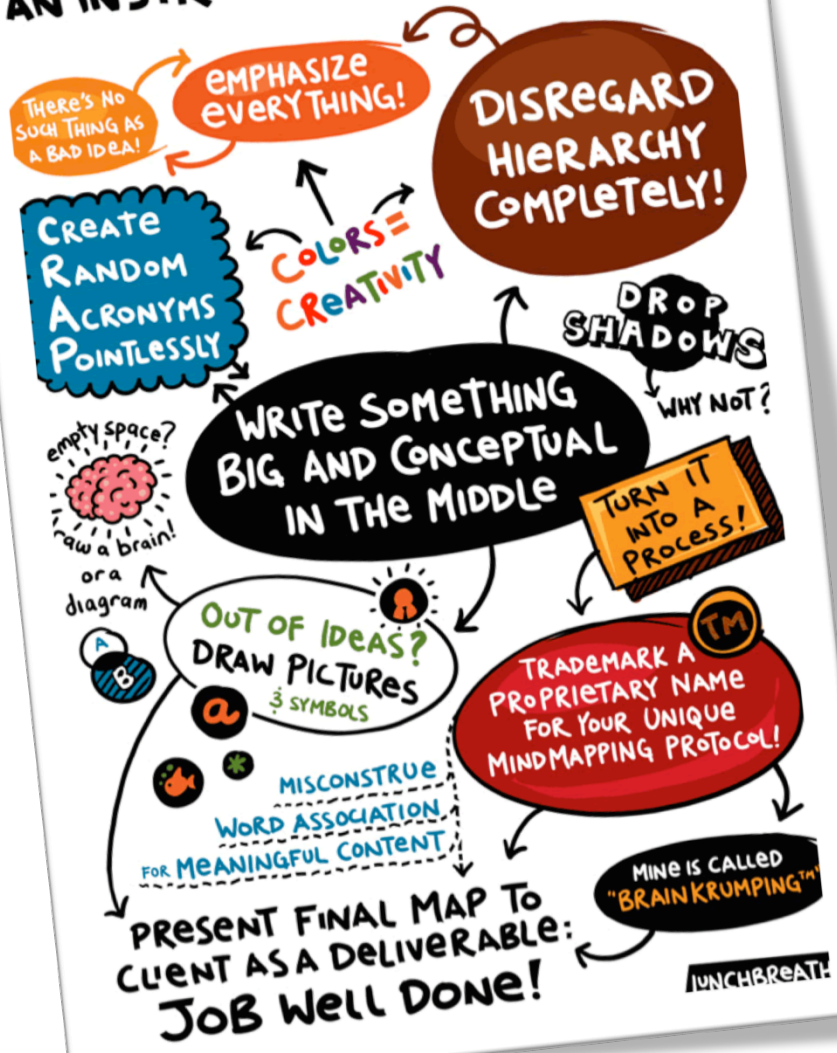 AN INSTR
THERE'S NO
SUCH THING AS
A BAD IDEA!
EMPHASIZE
EVERYTHING!
DISREGARD
HIERARCHY
COMPLETELY!
CREATE
RANDOM
ACRONYMS
POINTLESSLY
COLORS =
CREATIVITY
DROP
SHADOWS
WHY NOT?
WRITE SOMETHING
BIG AND CONCEPTUAL
IN THE MIDDLE
empty space?
raw a brain!
or a
diagram
A
B
TURN IT
INTO A
PROCESS!
OUT OF IDEAS?
DRAW PICTURES
& SYMBOLS
a
*
TM
TRADEMARK A
PROPRIETARY NAME
FOR YOUR UNIQUE
MINDMAPPING PROTOCOL!
MISCONSTRUE
WORD ASSOCIATION
FOR MEANINGFUL CONTENT
MINE IS CALLED
"BRAIN KRUMPING™"
PRESENT FINAL MAP TO
CLIENT AS A DELIVERABLE:
JOB WELL DONE!
LUNCHBREATH